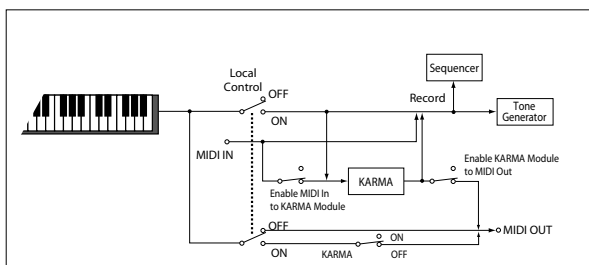 Sequencer
Local
Control
OFF
Record
ON
Tone
Generator
MIDI IN
Enable KARMA Module
to MIDI Out
KARMA
Enable MIDI In
to KARMA Module
OFF
MIDI OUT
ON
ON
KARMA
OFF